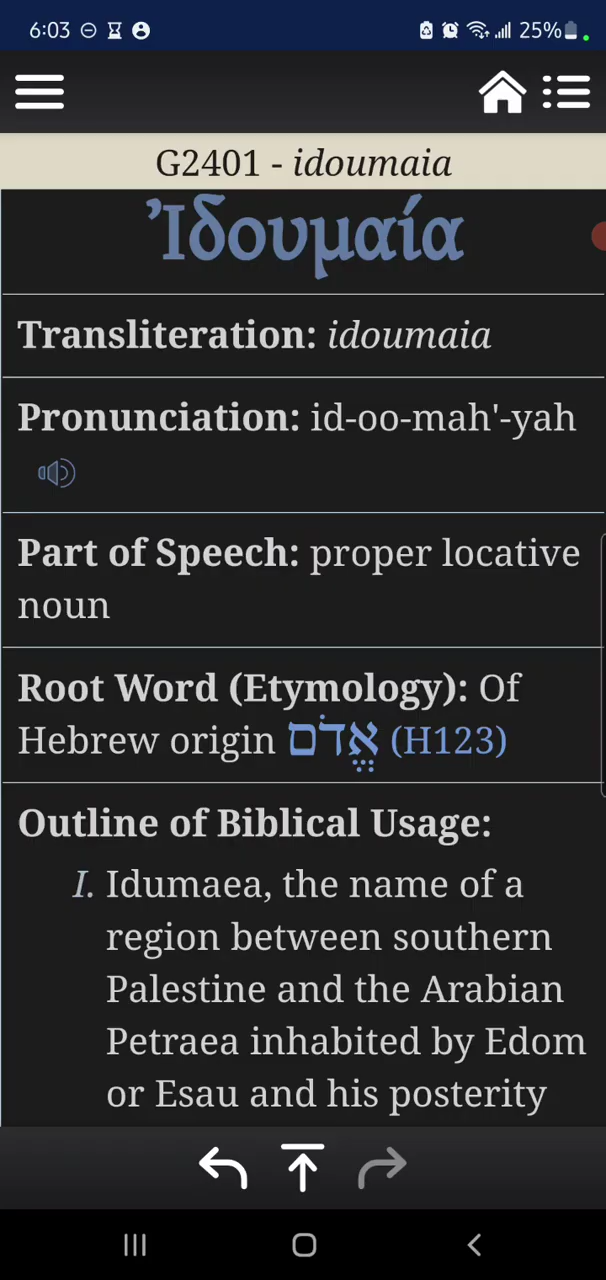 6:03 25%
G2401 - idoumaia
Ἰδουμαία
Transliteration: idoumaia
Pronunciation: id-oo-mah'-yah
Part of Speech: proper locative
noun
Root Word (Etymology): Of
Hebrew origin אֱדֹם (H123)
Outline of Biblical Usage:
I. Idumaea, the name of a
region between southern
Palestine and the Arabian
Petraea inhabited by Edom
or Esau and his posterity